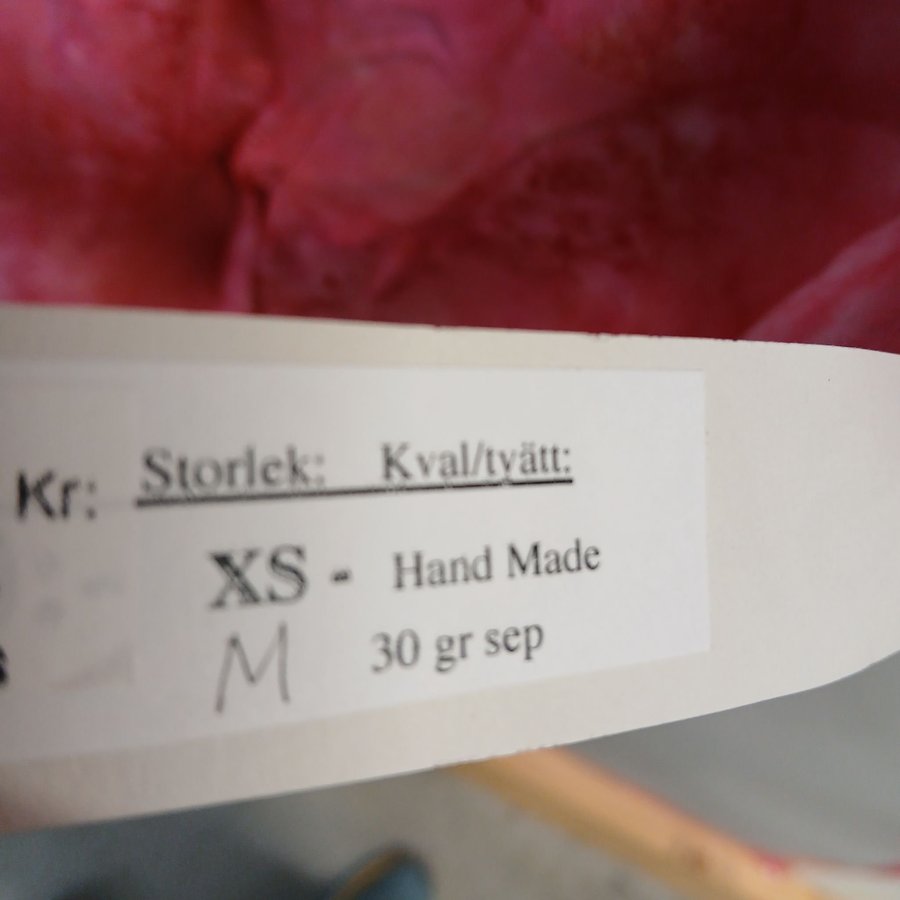 Kr: Storlek: Kval/tvätt:
XS - Hand Made
M 30 gr sep